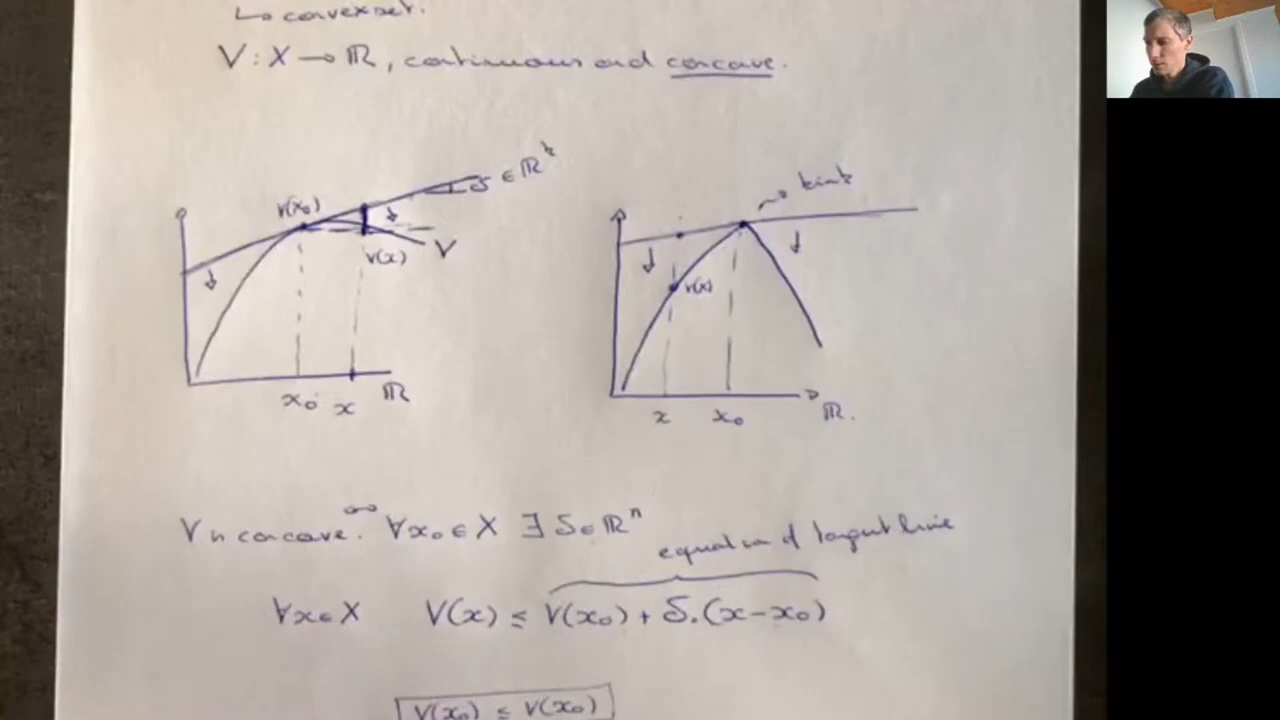 ↳ convex set.
V : X → ℝ, continuous and concave.
V(x₀)
δ ∈ ℝᵏ
V(x)
V
x₀ x ℝ
kink
V(x)
x x₀ ℝ.
V is concave. ⟺ ∀x₀ ∈ X ∃ δ ∈ ℝⁿ
equation of tangent line
∀x ∈ X V(x) ≤ V(x₀) + δ.(x−x₀)
V(x₀) ≤ V(x₀)